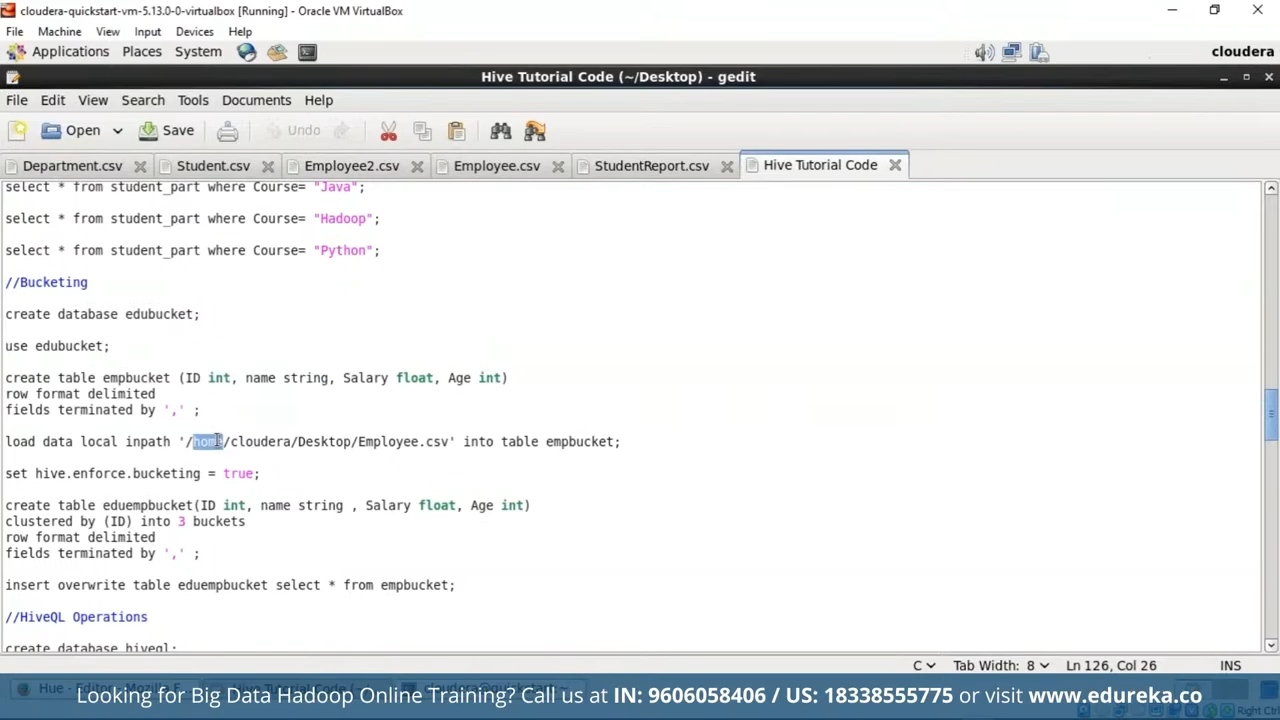 cloudera-quickstart-vm-5.13.0-0-virtualbox [Running] - Oracle VM VirtualBox
File Machine View Input Devices Help
Applications Places System cloudera
Hive Tutorial Code (~/Desktop) - gedit
File Edit View Search Tools Documents Help
Open Save Undo
Department.csv Student.csv Employee2.csv Employee.csv StudentReport.csv Hive Tutorial Code
select * from student_part where Course= "Java";
select * from student_part where Course= "Hadoop";
select * from student_part where Course= "Python";
//Bucketing
create database edubucket;
use edubucket;
create table empbucket (ID int, name string, Salary float, Age int)
row format delimited
fields terminated by ',' ;
load data local inpath '/home/cloudera/Desktop/Employee.csv' into table empbucket;
set hive.enforce.bucketing = true;
create table eduempbucket(ID int, name string , Salary float, Age int)
clustered by (ID) into 3 buckets
row format delimited
fields terminated by ',' ;
insert overwrite table eduempbucket select * from empbucket;
//HiveQL Operations
create database hiveql;
C Tab Width: 8 Ln 126, Col 26 INS
Looking for Big Data Hadoop Online Training? Call us at IN: 9606058406 / US: 18338555775 or visit www.edureka.co
Right Ctrl